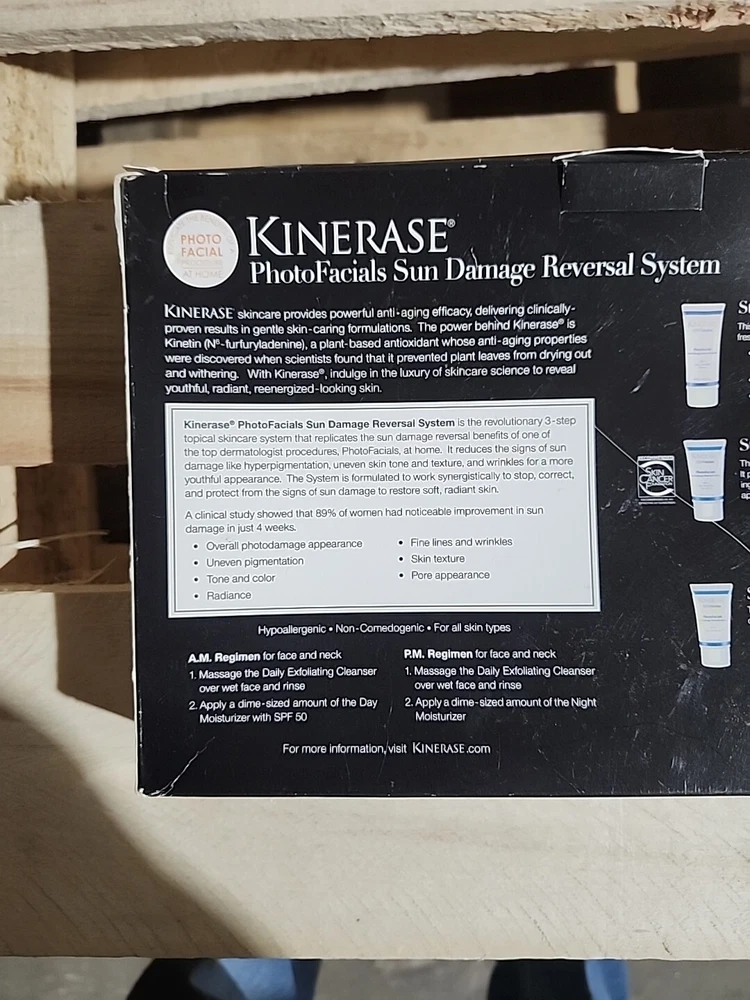 PHOTO
FACIAL
AT HOME
KINERASE®
PhotoFacials Sun Damage Reversal System
KINERASE® skincare provides powerful anti-aging efficacy, delivering clinically-
proven results in gentle skin-caring formulations. The power behind Kinerase® is
Kinetin (N⁶-furfuryladenine), a plant-based antioxidant whose anti-aging properties
were discovered when scientists found that it prevented plant leaves from drying out
and withering. With Kinerase®, indulge in the luxury of skincare science to reveal
youthful, radiant, reenergized-looking skin.
Kinerase® PhotoFacials Sun Damage Reversal System is the revolutionary 3-step
topical skincare system that replicates the sun damage reversal benefits of one of
the top dermatologist procedures, PhotoFacials, at home. It reduces the signs of sun
damage like hyperpigmentation, uneven skin tone and texture, and wrinkles for a more
youthful appearance. The System is formulated to work synergistically to stop, correct,
and protect from the signs of sun damage to restore soft, radiant skin.
A clinical study showed that 89% of women had noticeable improvement in sun
damage in just 4 weeks.
• Overall photodamage appearance
• Uneven pigmentation
• Tone and color
• Radiance
• Fine lines and wrinkles
• Skin texture
• Pore appearance
Hypoallergenic • Non-Comedogenic • For all skin types
A.M. Regimen for face and neck
1. Massage the Daily Exfoliating Cleanser
over wet face and rinse
2. Apply a dime-sized amount of the Day
Moisturizer with SPF 50
P.M. Regimen for face and neck
1. Massage the Daily Exfoliating Cleanser
over wet face and rinse
2. Apply a dime-sized amount of the Night
Moisturizer
For more information, visit KINERASE.com
SKIN
CANCER